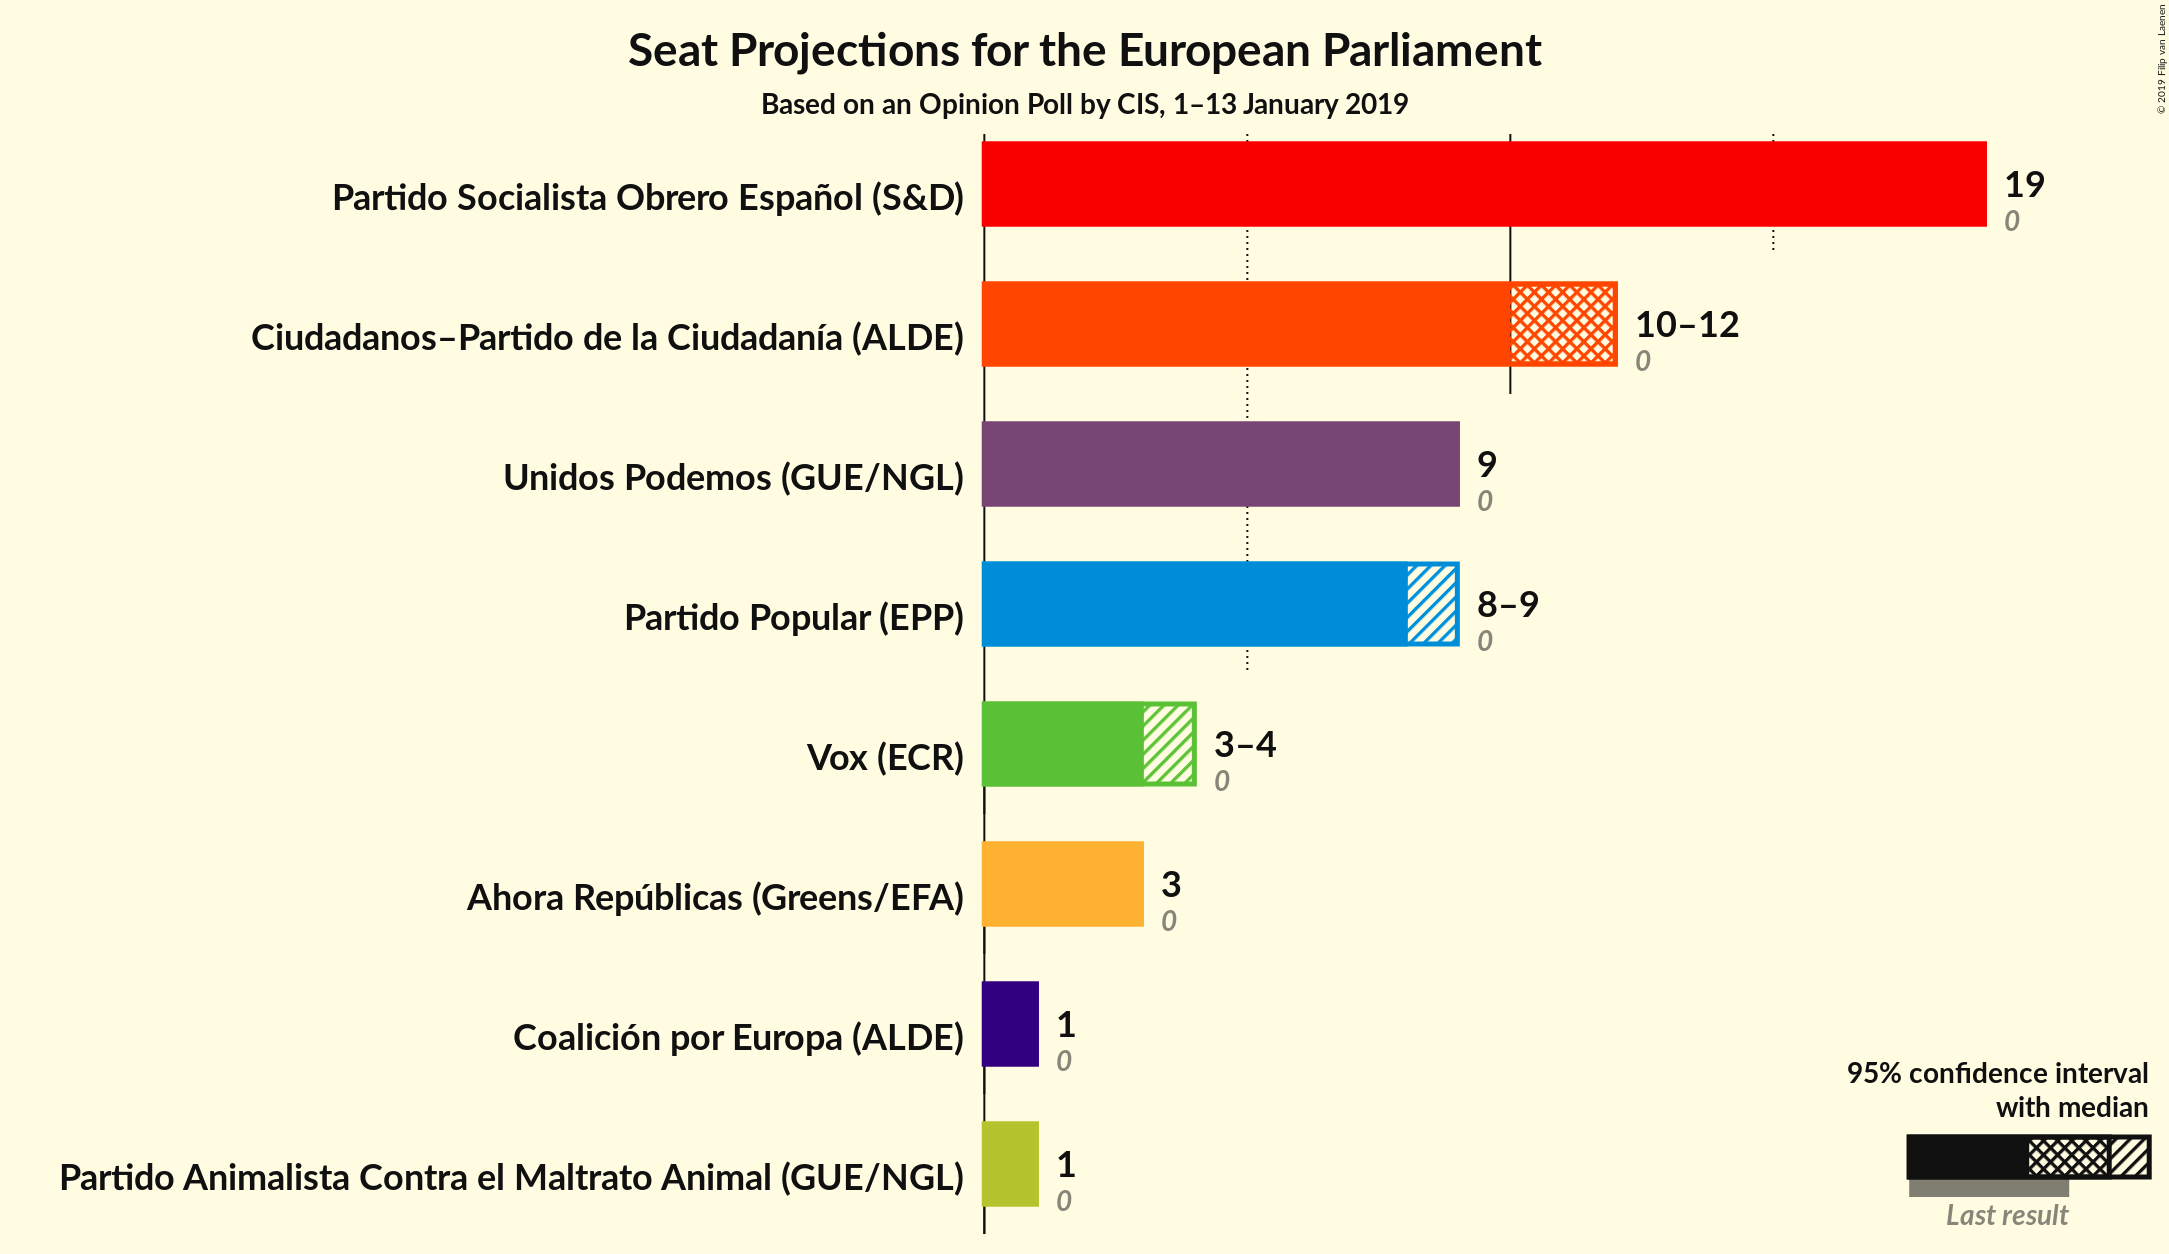 Seat Projections for the European Parliament
Based on an Opinion Poll by CIS, 1–13 January 2019
© 2019 Filip van Laenen
Partido Socialista Obrero Español (S&D)
19
0
Ciudadanos–Partido de la Ciudadanía (ALDE)
10–12
0
Unidos Podemos (GUE/NGL)
9
0
Partido Popular (EPP)
8–9
0
Vox (ECR)
3–4
0
Ahora Repúblicas (Greens/EFA)
3
0
Coalición por Europa (ALDE)
1
0
Partido Animalista Contra el Maltrato Animal (GUE/NGL)
1
0
95% confidence interval
with median
Last result